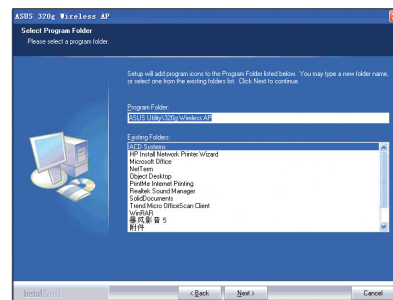 ASUS 320g Wireless AP
Select Program Folder
Please select a program folder.
Setup will add program icons to the Program Folder listed below. You may type a new folder name,
or select one from the existing folders list. Click Next to continue.
Program Folder:
ASUS Utility\320g Wireless AP
Existing Folders:
ACD Systems
HP Install Network Printer Wizard
Microsoft Office
NetTerm
Object Desktop
PrintMe Internet Printing
Realtek Sound Manager
SolidDocuments
Trend Micro OfficeScan Client
WinRAR
暴风影音 5
附件
InstallShield
< Back
Next >
Cancel